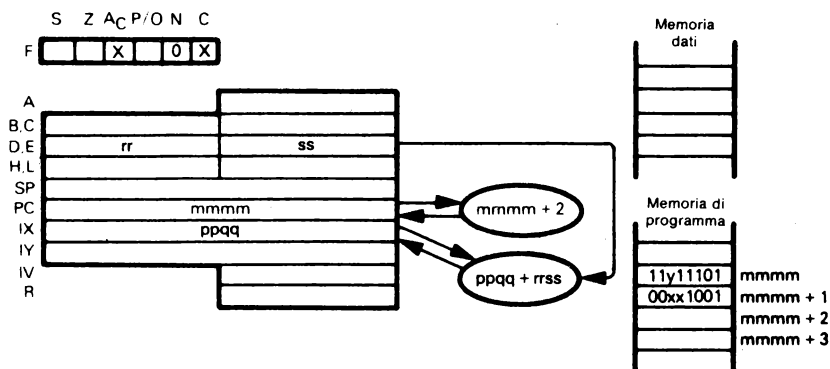 S Z AC P/O N C
F X 0 X
A
B,C
D,E rr ss
H,L
SP
PC mmmm
IX ppqq
IY
IV
R
mmmm + 2
ppqq + rrss
Memoria
dati
Memoria di
programma
11y11101 mmmm
00xx1001 mmmm + 1
mmmm + 2
mmmm + 3